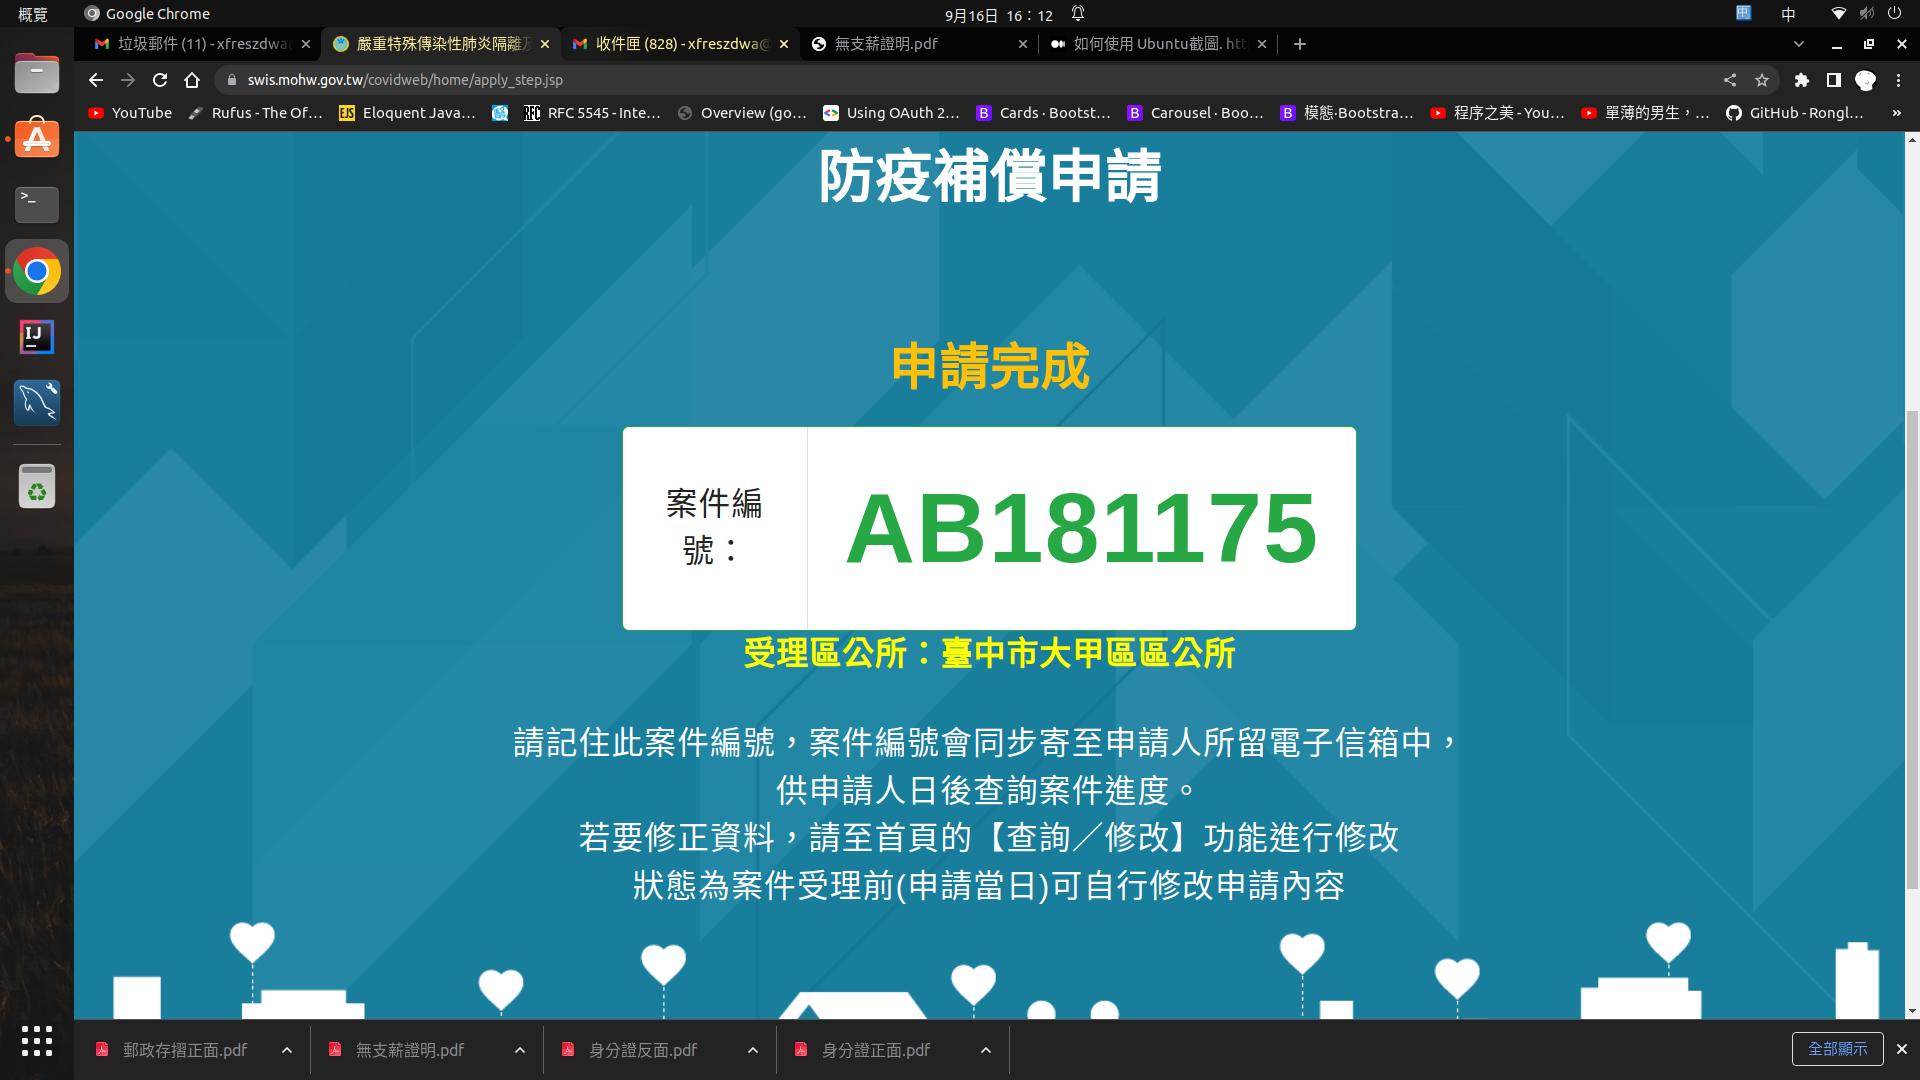 概覽
Google Chrome
9月16日 16：12
中
垃圾郵件 (11) - xfreszdwa
嚴重特殊傳染性肺炎隔離及
收件匣 (828) - xfreszdwa@
無支薪證明.pdf
如何使用 Ubuntu截圖. htt
swis.mohw.gov.tw/covidweb/home/apply_step.jsp
YouTube
Rufus - The Of…
EJS
Eloquent Java…
RFC 5545 - Inte…
Overview (go…
Using OAuth 2…
B
Cards · Bootst…
B
Carousel · Boo…
B
模態·Bootstra…
程序之美 - You…
單薄的男生，…
GitHub - Rongl…
»
防疫補償申請
申請完成
案件編
號：
AB181175
受理區公所：臺中市大甲區區公所
請記住此案件編號，案件編號會同步寄至申請人所留電子信箱中，
供申請人日後查詢案件進度。
若要修正資料，請至首頁的【查詢／修改】功能進行修改
狀態為案件受理前(申請當日)可自行修改申請內容
郵政存摺正面.pdf
無支薪證明.pdf
身分證反面.pdf
身分證正面.pdf
全部顯示